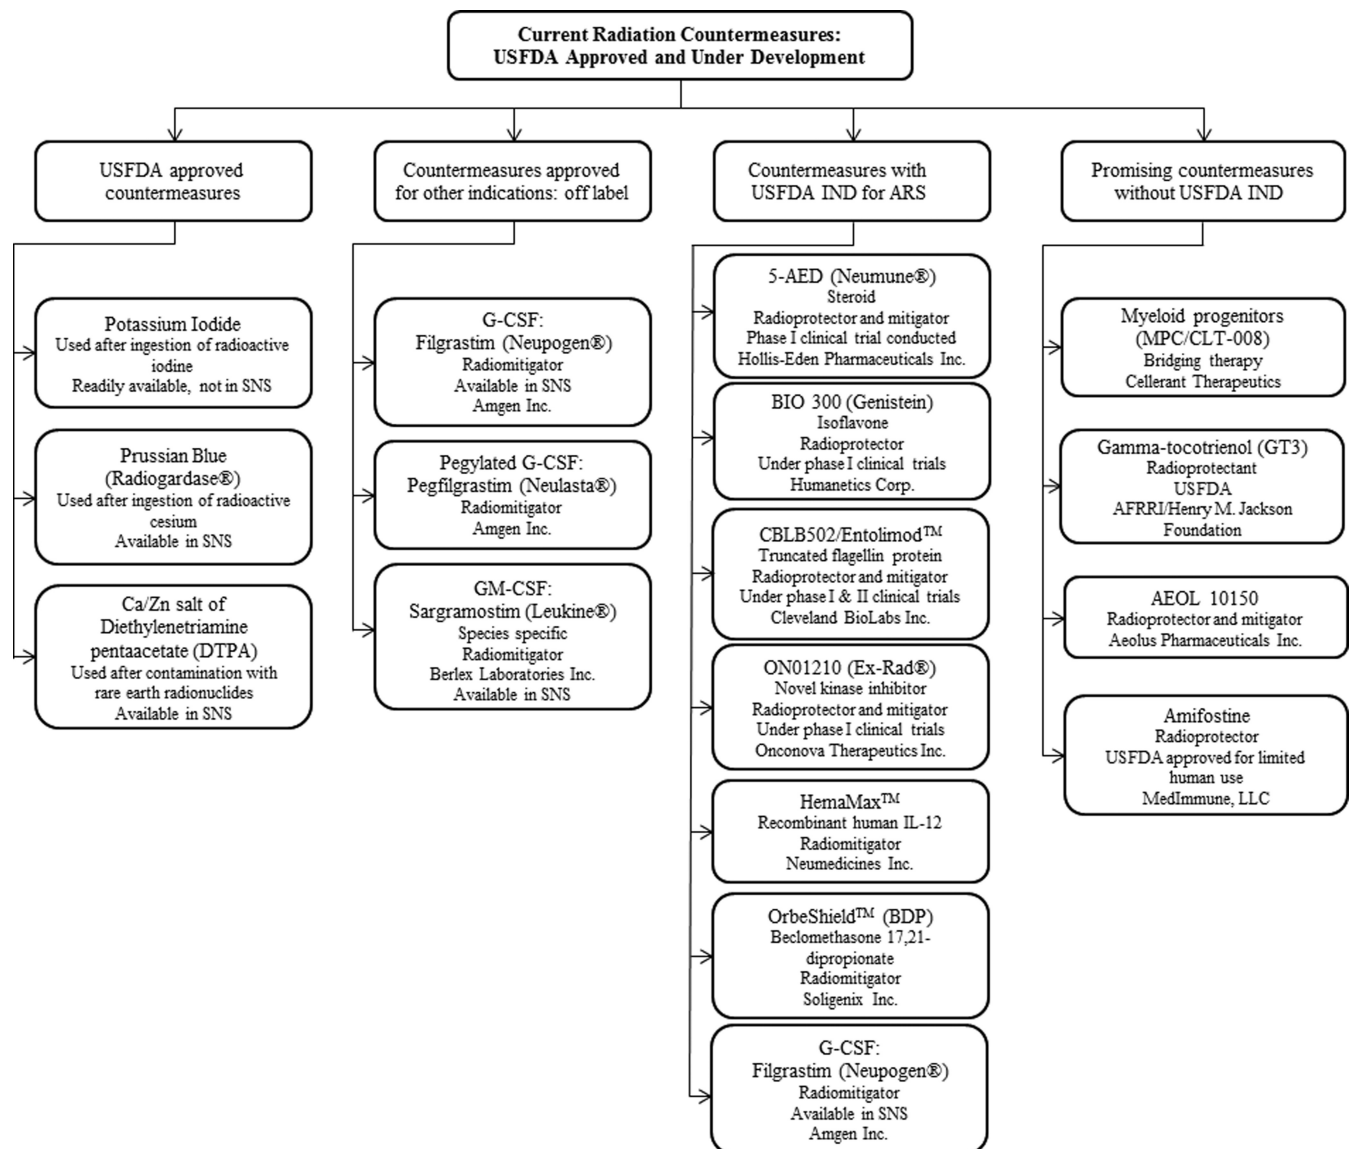 Current Radiation Countermeasures:
USFDA Approved and Under Development
USFDA approved
countermeasures
Potassium Iodide
Used after ingestion of radioactive
iodine
Readily available, not in SNS
Prussian Blue
(Radiogardase®)
Used after ingestion of radioactive
cesium
Available in SNS
Ca/Zn salt of
Diethylenetriamine
pentaacetate (DTPA)
Used after contamination with
rare earth radionuclides
Available in SNS
Countermeasures approved
for other indications: off label
G-CSF:
Filgrastim (Neupogen®)
Radiomitigator
Available in SNS
Amgen Inc.
Pegylated G-CSF:
Pegfilgrastim (Neulasta®)
Radiomitigator
Amgen Inc.
GM-CSF:
Sargramostim (Leukine®)
Species specific
Radiomitigator
Berlex Laboratories Inc.
Available in SNS
Countermeasures with
USFDA IND for ARS
5-AED (Neumune®)
Steroid
Radioprotector and mitigator
Phase I clinical trial conducted
Hollis-Eden Pharmaceuticals Inc.
BIO 300 (Genistein)
Isoflavone
Radioprotector
Under phase I clinical trials
Humanetics Corp.
CBLB502/Entolimod™
Truncated flagellin protein
Radioprotector and mitigator
Under phase I & II clinical trials
Cleveland BioLabs Inc.
ON01210 (Ex-Rad®)
Novel kinase inhibitor
Radioprotector and mitigator
Under phase I clinical trials
Onconova Therapeutics Inc.
HemaMax™
Recombinant human IL-12
Radiomitigator
Neumedicines Inc.
OrbeShield™ (BDP)
Beclomethasone 17,21-
dipropionate
Radiomitigator
Soligenix Inc.
G-CSF:
Filgrastim (Neupogen®)
Radiomitigator
Available in SNS
Amgen Inc.
Promising countermeasures
without USFDA IND
Myeloid progenitors
(MPC/CLT-008)
Bridging therapy
Cellerant Therapeutics
Gamma-tocotrienol (GT3)
Radioprotectant
USFDA
AFRRI/Henry M. Jackson
Foundation
AEOL 10150
Radioprotector and mitigator
Aeolus Pharmaceuticals Inc.
Amifostine
Radioprotector
USFDA approved for limited
human use
MedImmune, LLC